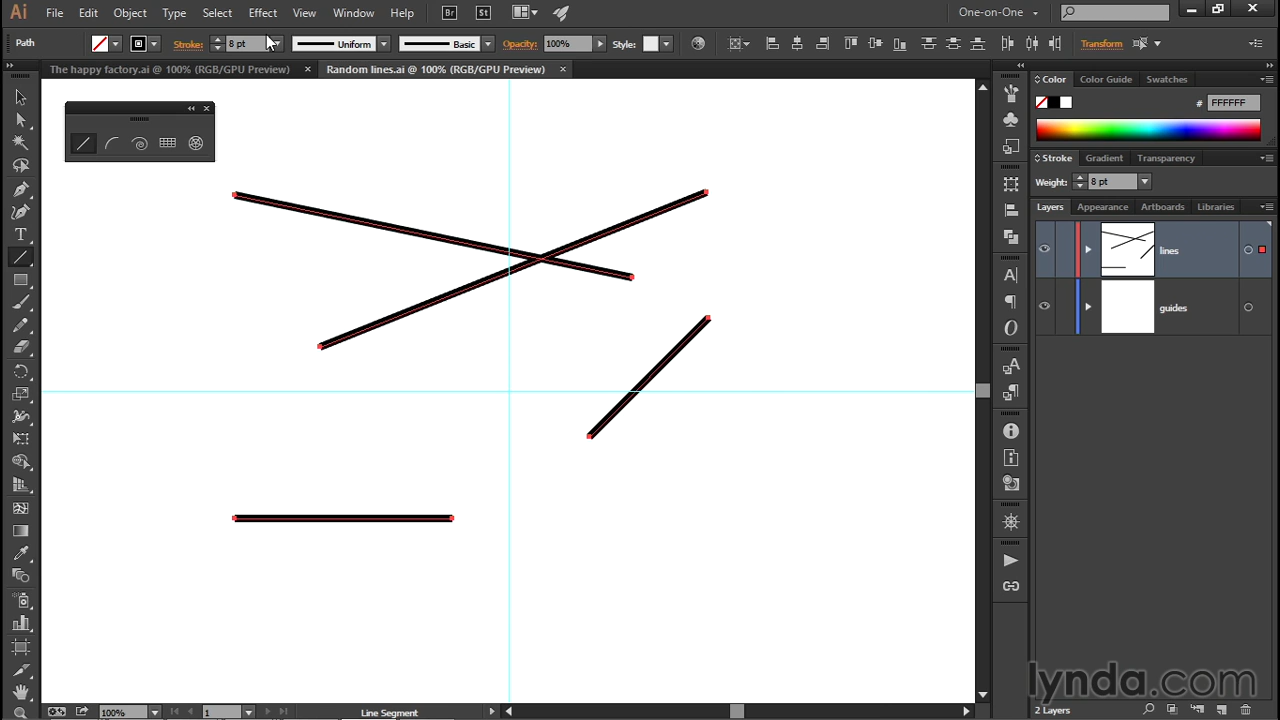 Ai File Edit Object Type Select Effect View Window Help Br St One-on-One
Path Stroke: 8 pt Uniform Basic Opacity: 100% Style: Transform
The happy factory.ai @ 100% (RGB/GPU Preview) × Random lines.ai @ 100% (RGB/GPU Preview) ×
Color Color Guide Swatches
# FFFFFF
Stroke Gradient Transparency
Weight: 8 pt
Layers Appearance Artboards Libraries
lines
guides
lynda.com
2 Layers
100% 1 Line Segment